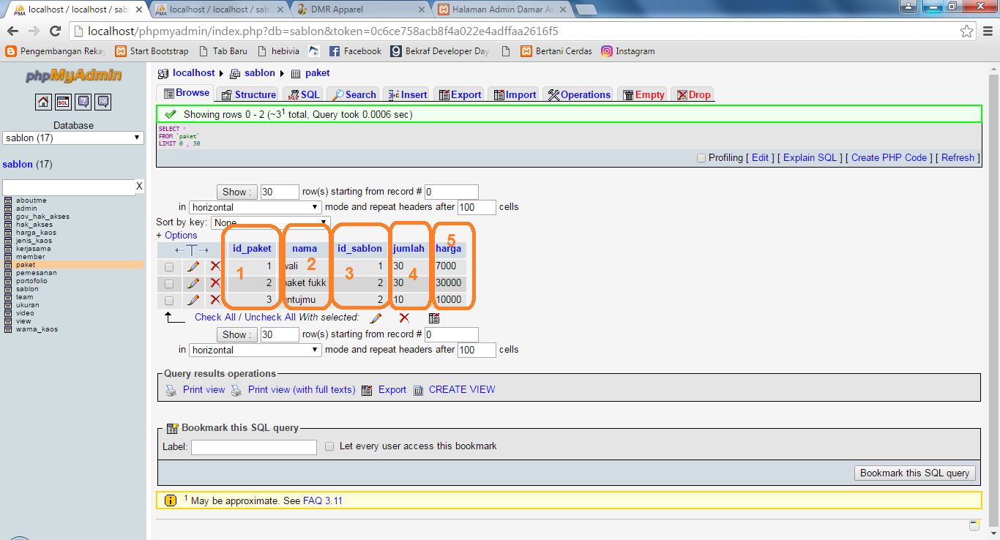 localhost / localhost / sabl
localhost / localhost / sabl
DMR Apparel
Halaman Admin Damar Ap
localhost/phpmyadmin/index.php?db=sablon&token=0c6ce758acb8f4a022e4adffaa2616f5
Pengembangan Rekay
Start Bootstrap
Tab Baru
hebivia
Facebook
Bekraf Developer Day
Bertani Cerdas
Instagram
phpMyAdmin
Database
sablon (17)
sablon (17)
X
aboutme
admin
gov_hak_akses
hak_akses
harga_kaos
jenis_kaos
kerjasama
member
paket
pemesanan
portofolio
sablon
team
ukuran
video
view
warna_kaos
localhost sablon paket
Browse Structure SQL Search Insert Export Import Operations Empty Drop
Showing rows 0 - 2 (~3¹ total, Query took 0.0006 sec)
SELECT *
FROM `paket`
LIMIT 0 , 30
Profiling [ Edit ] [ Explain SQL ] [ Create PHP Code ] [ Refresh ]
Show : 30 row(s) starting from record # 0
in horizontal mode and repeat headers after 100 cells
Sort by key: None
+ Options
←T→ id_paket nama id_sablon jumlah harga
1 wali 1 30 7000
2 paket fukk 2 30 30000
3 untujmu 2 10 10000
1 2 3 4 5
Check All / Uncheck All With selected:
Show : 30 row(s) starting from record # 0
in horizontal mode and repeat headers after 100 cells
Query results operations
Print view Print view (with full texts) Export CREATE VIEW
Bookmark this SQL query
Label: Let every user access this bookmark
Bookmark this SQL query
¹ May be approximate. See FAQ 3.11